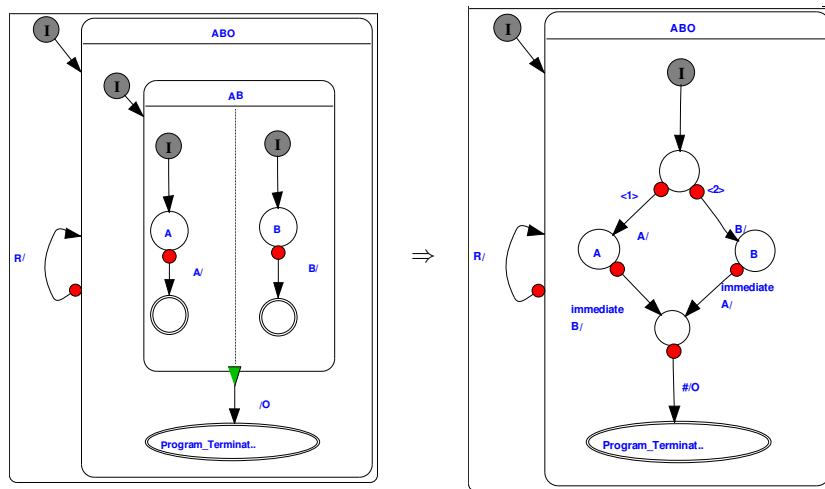 I
ABO
I
AB
I
I
A
B
A/
B/
R/
/O
Program_Terminat..
⇒
I
ABO
I
<1>
<2>
A/
B/
A
B
R/
immediate
B/
immediate
A/
#/O
Program_Terminat..